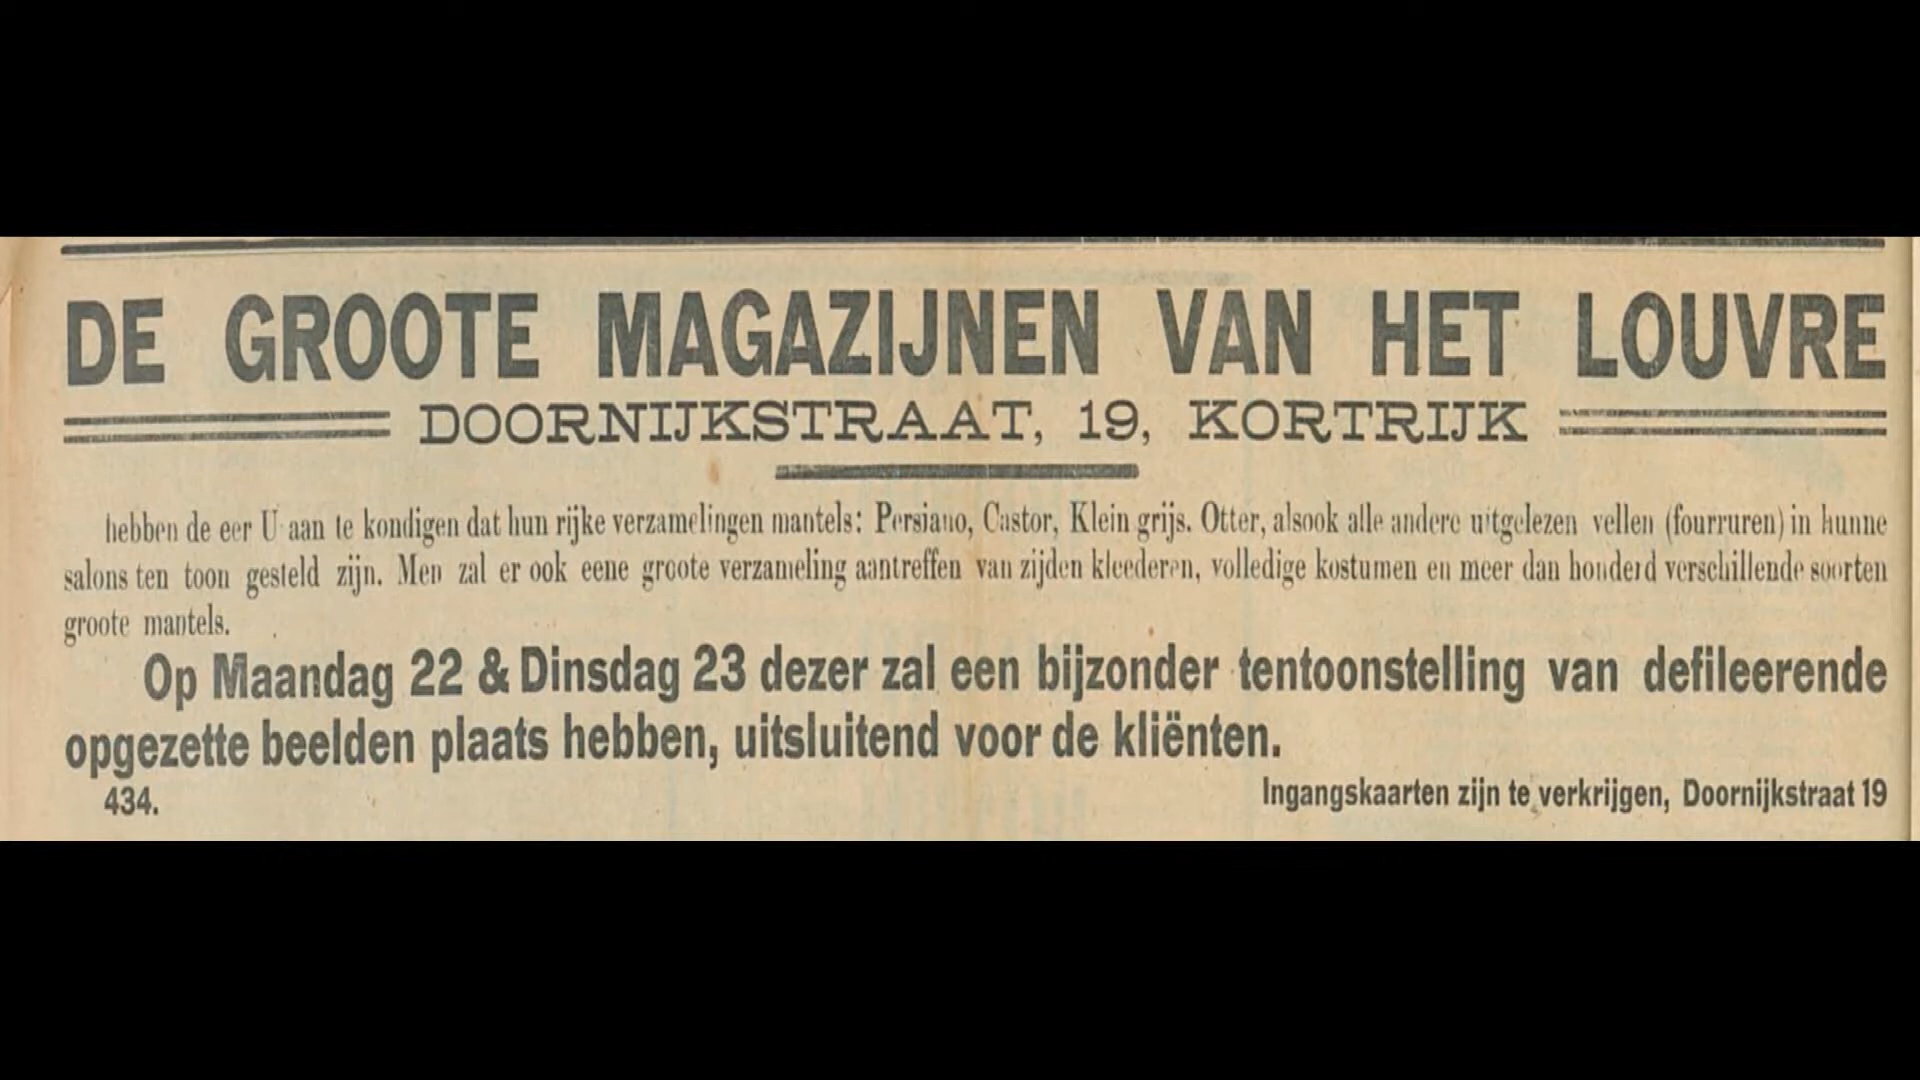 DE GROOTE MAGAZIJNEN VAN HET LOUVRE
DOORNIJKSTRAAT, 19, KORTRIJK
hebben de eer U aan te kondigen dat hun rijke verzamelingen mantels: Persiano, Castor, Klein grijs. Otter, alsook alle andere uitgelezen vellen (fourruren) in hunne
salons ten toon gesteld zijn. Men zal er ook eene groote verzameling aantreffen van zijden kleederen, volledige kostumen en meer dan honderd verschillende soorten
groote mantels.
Op Maandag 22 & Dinsdag 23 dezer zal een bijzonder tentoonstelling van defileerende
opgezette beelden plaats hebben, uitsluitend voor de kliënten.
434.
Ingangskaarten zijn te verkrijgen, Doornijkstraat 19